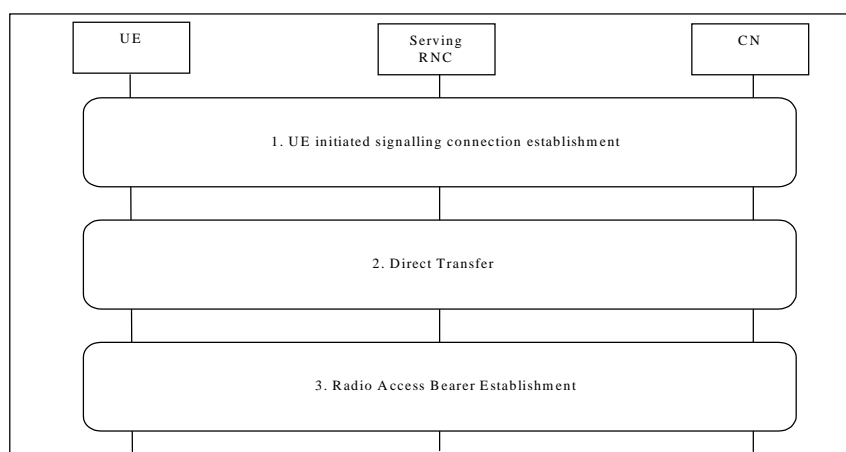 UE
Serving
RNC
CN
1. UE initiated signalling connection establishment
2. Direct Transfer
3. Radio Access Bearer Establishment